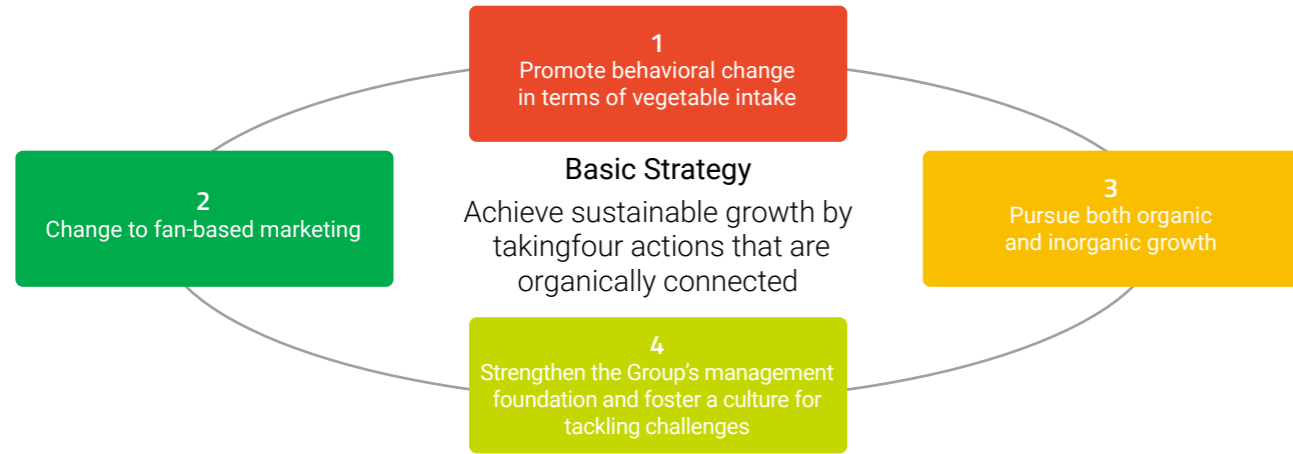 1
Promote behavioral change
in terms of vegetable intake
2
Change to fan-based marketing
Basic Strategy
Achieve sustainable growth by
takingfour actions that are
organically connected
3
Pursue both organic
and inorganic growth
4
Strengthen the Group’s management
foundation and foster a culture for
tackling challenges